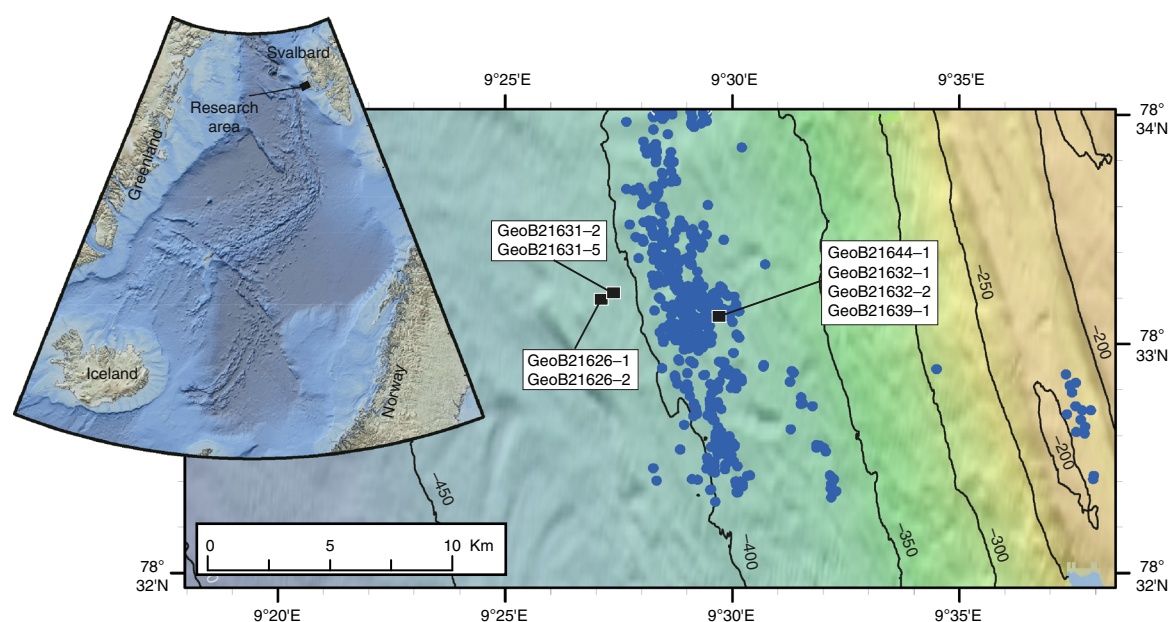 Svalbard
Research
area
Greenland
Iceland
Norway
9°25'E
9°30'E
9°35'E
78°
34'N
GeoB21631–2
GeoB21631–5
GeoB21644–1
GeoB21632–1
GeoB21632–2
GeoB21639–1
GeoB21626–1
GeoB21626–2
78°
33'N
–250
–200
–200
–450
–400
–350
–300
0
5
10 Km
78°
32'N
78°
32'N
9°20'E
9°25'E
9°30'E
9°35'E